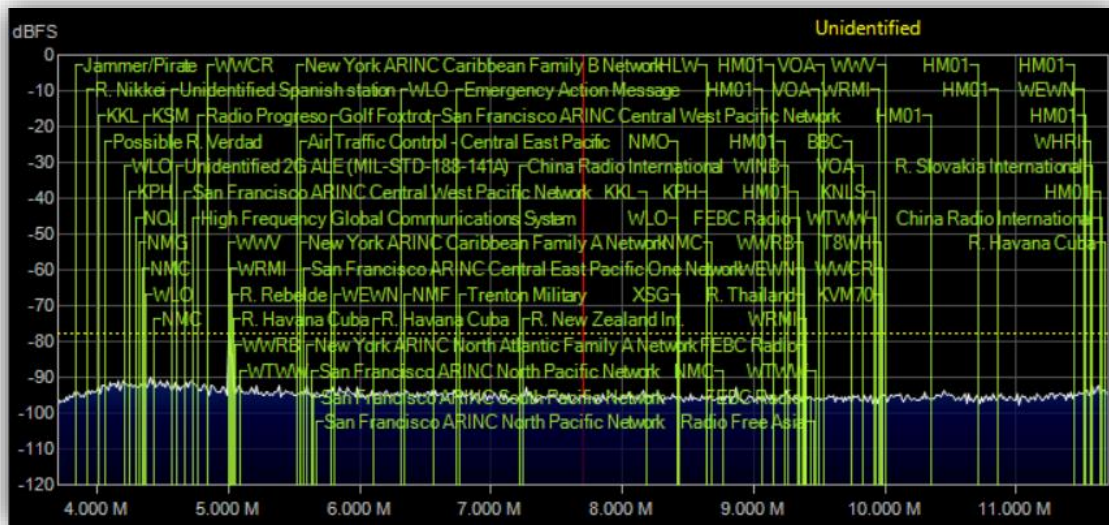 dBFS Unidentified
0 Jammer/Pirate WWCR New York ARINC Caribbean Family B Network HLW HM01 VOA WWV HM01 HM01
-10 R. Nikkei Unidentified Spanish station WLO Emergency Action Message HM01 VOA WRMI HM01 WEWN
-20 KKL KSM Radio Progreso Golf Foxtrot San Francisco ARINC Central West Pacific Network HM01 HM01
Possible R. Verdad Air Traffic Control - Central East Pacific NMO HM01 BBC WHRI
-30 WLO Unidentified 2G ALE (MIL-STD-188-141A) China Radio International WINB VOA R. Slovakia International
-40 KPH San Francisco ARINC Central West Pacific Network KKL KPH HM01 KNLS HM01
NOJ High Frequency Global Communications System WLO FEBC Radio WTWW China Radio International
-50 NMG WWV New York ARINC Caribbean Family A Network NMC WWRB T8WH R. Havana Cuba
-60 NMC WRMI San Francisco ARINC Central East Pacific One Network WEWN WWCR
-70 WLO R. Rebelde WEWN NMF Trenton Military XSG R. Thailand KVM70
NMC R. Havana Cuba R. Havana Cuba R. New Zealand Int. WRMI
-80 WWRB New York ARINC North Atlantic Family A Network FEBC Radio
-90 WTWW San Francisco ARINC North Pacific Network NMC WTWW
-100 San Francisco ARINC Pacific Network
San Francisco ARINC North Pacific Network Radio Free Asia
-110
-120
4.000 M 5.000 M 6.000 M 7.000 M 8.000 M 9.000 M 10.000 M 11.000 M